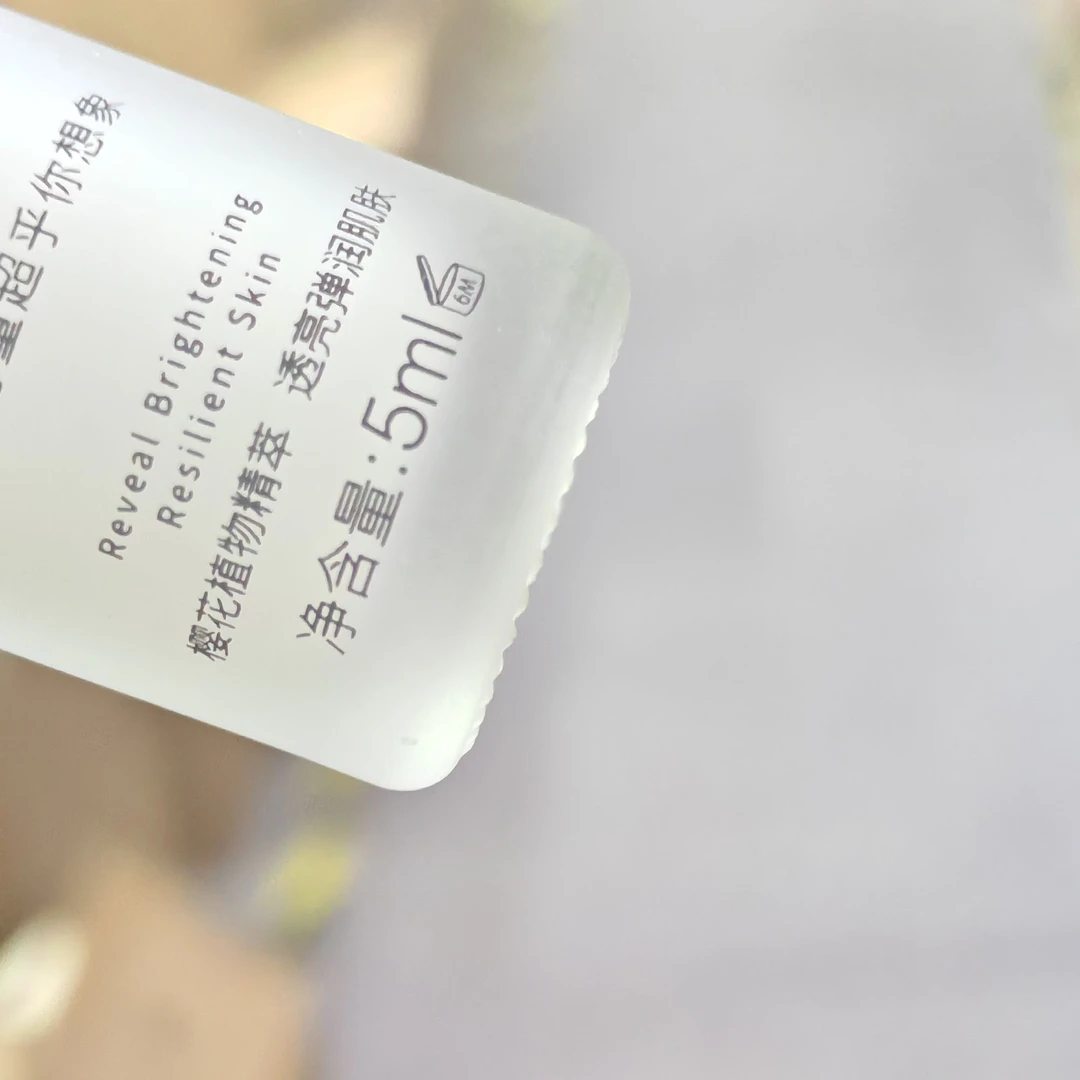 量超乎你想象
Reveal Brightening
Resilient Skin
樱花植物精萃 透亮弹润肌肤
净含量:5ml
6M